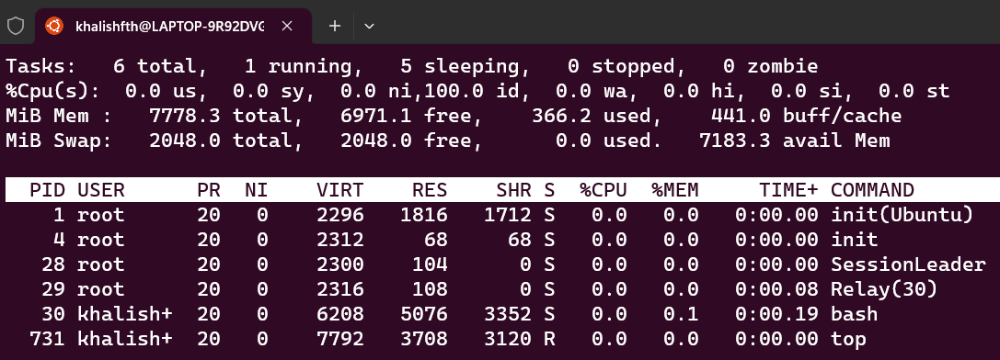 khalishfth@LAPTOP-9R92DVG
Tasks:   6 total,   1 running,   5 sleeping,   0 stopped,   0 zombie
%Cpu(s):  0.0 us,  0.0 sy,  0.0 ni,100.0 id,  0.0 wa,  0.0 hi,  0.0 si,  0.0 st
MiB Mem :   7778.3 total,   6971.1 free,    366.2 used,    441.0 buff/cache
MiB Swap:   2048.0 total,   2048.0 free,      0.0 used.   7183.3 avail Mem
PID USER      PR  NI    VIRT    RES    SHR S  %CPU  %MEM     TIME+ COMMAND
1 root      20   0    2296   1816   1712 S   0.0   0.0   0:00.00 init(Ubuntu)
4 root      20   0    2312     68     68 S   0.0   0.0   0:00.00 init
28 root      20   0    2300    104      0 S   0.0   0.0   0:00.00 SessionLeader
29 root      20   0    2316    108      0 S   0.0   0.0   0:00.08 Relay(30)
30 khalish+  20   0    6208   5076   3352 S   0.0   0.1   0:00.19 bash
731 khalish+  20   0    7792   3708   3120 R   0.0   0.0   0:00.00 top